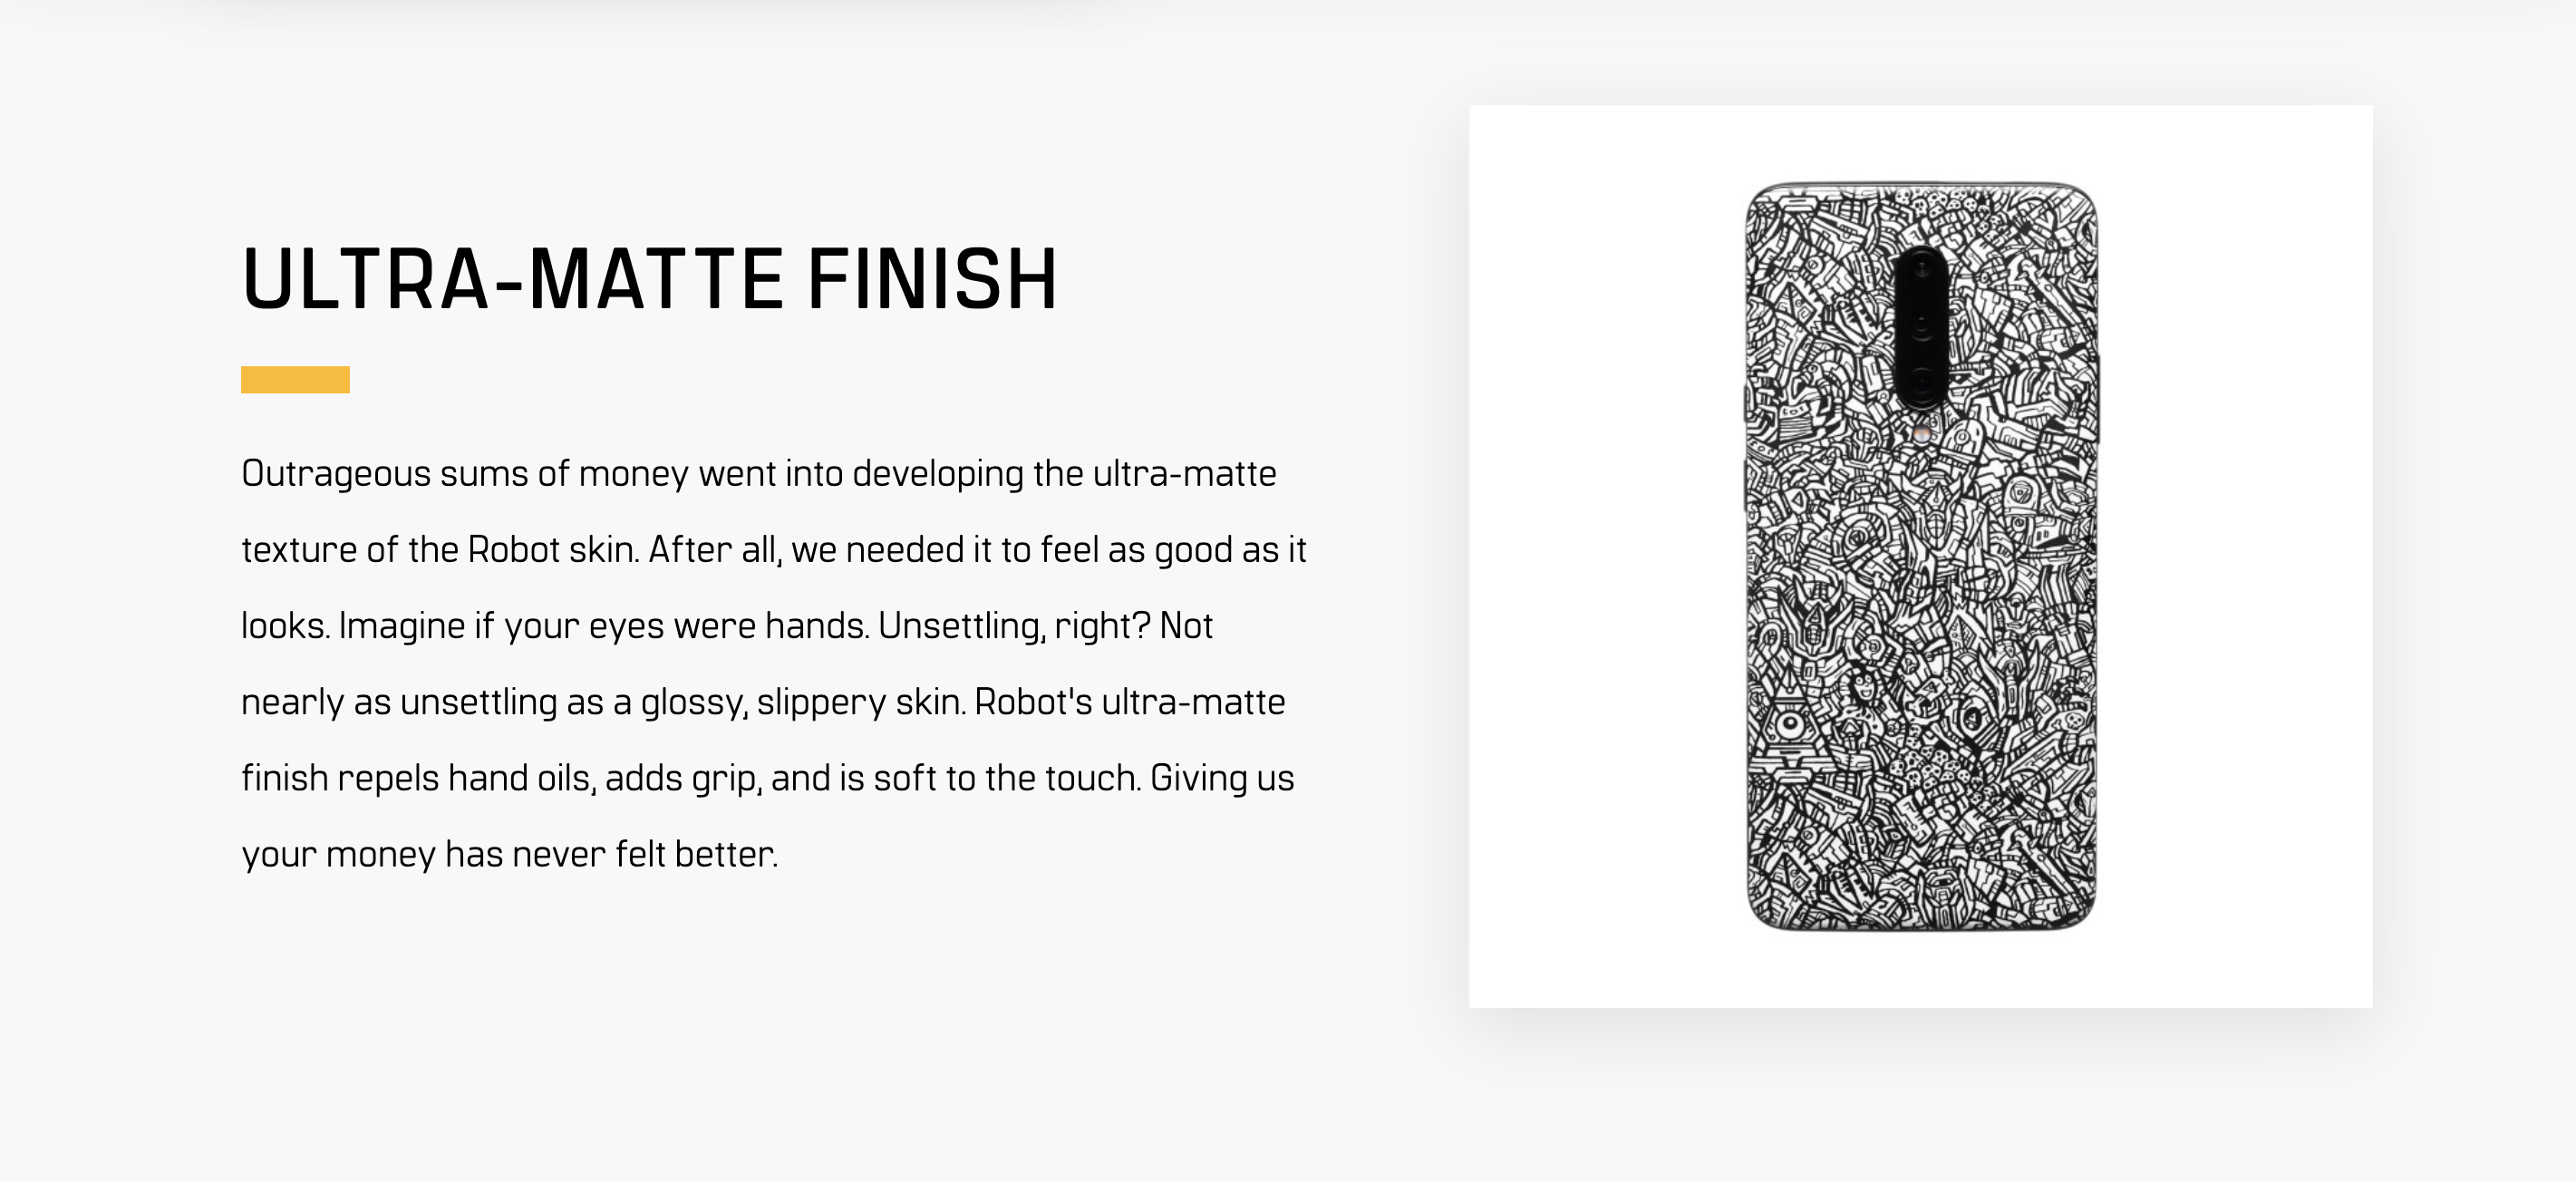 ULTRA-MATTE FINISH
Outrageous sums of money went into developing the ultra-matte
texture of the Robot skin. After all, we needed it to feel as good as it
looks. Imagine if your eyes were hands. Unsettling, right? Not
nearly as unsettling as a glossy, slippery skin. Robot's ultra-matte
finish repels hand oils, adds grip, and is soft to the touch. Giving us
your money has never felt better.